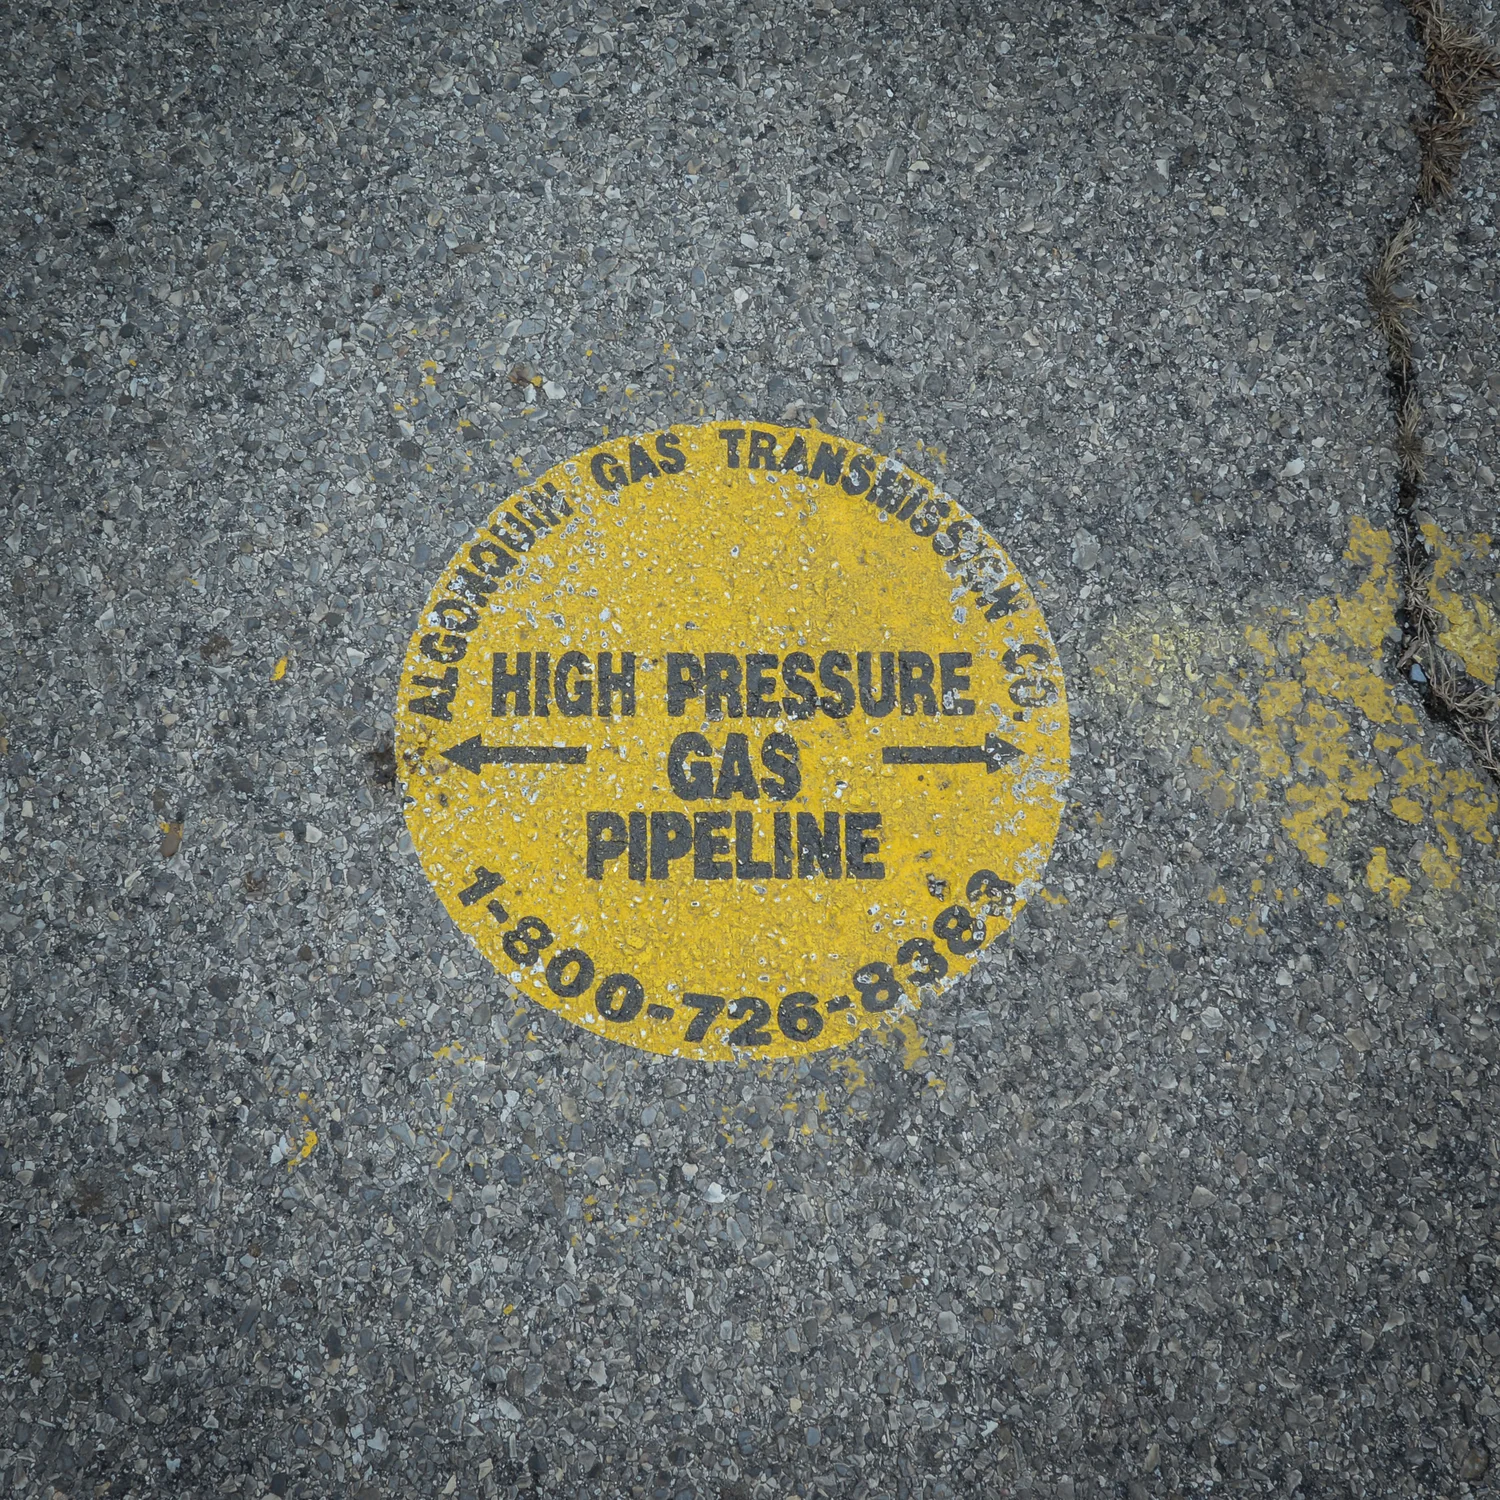 ALGONQUIN GAS TRANSMISSION CO.
HIGH PRESSURE
GAS
PIPELINE
1-800-726-8383